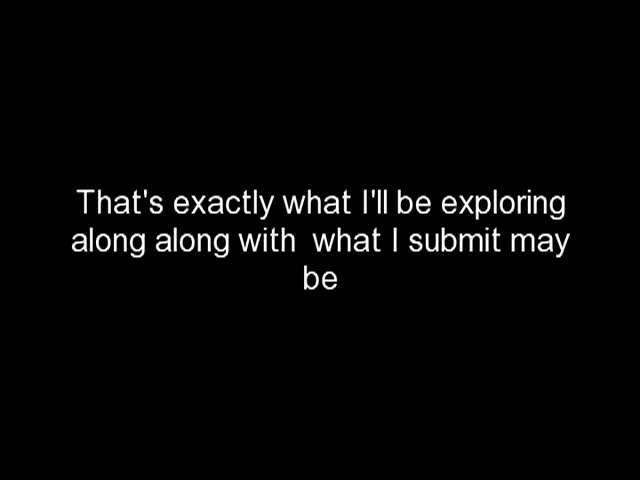 That's exactly what I'll be exploring
along along with  what I submit may
be